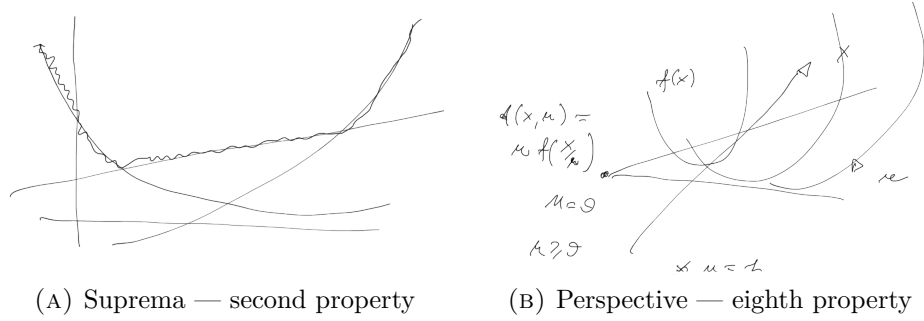 f(x)
f(x, u) =
u f(x/u)
u
u = 0
u ⩾ 0
x u = 1
(A) Suprema — second property
(B) Perspective — eighth property